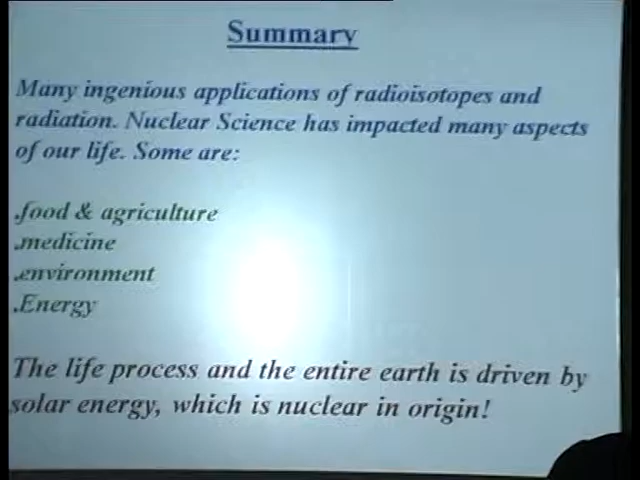 Summary
Many ingenious applications of radioisotopes and
radiation. Nuclear Science has impacted many aspects
of our life. Some are:
.food & agriculture
.medicine
.environment
.Energy
The life process and the entire earth is driven by
solar energy, which is nuclear in origin!